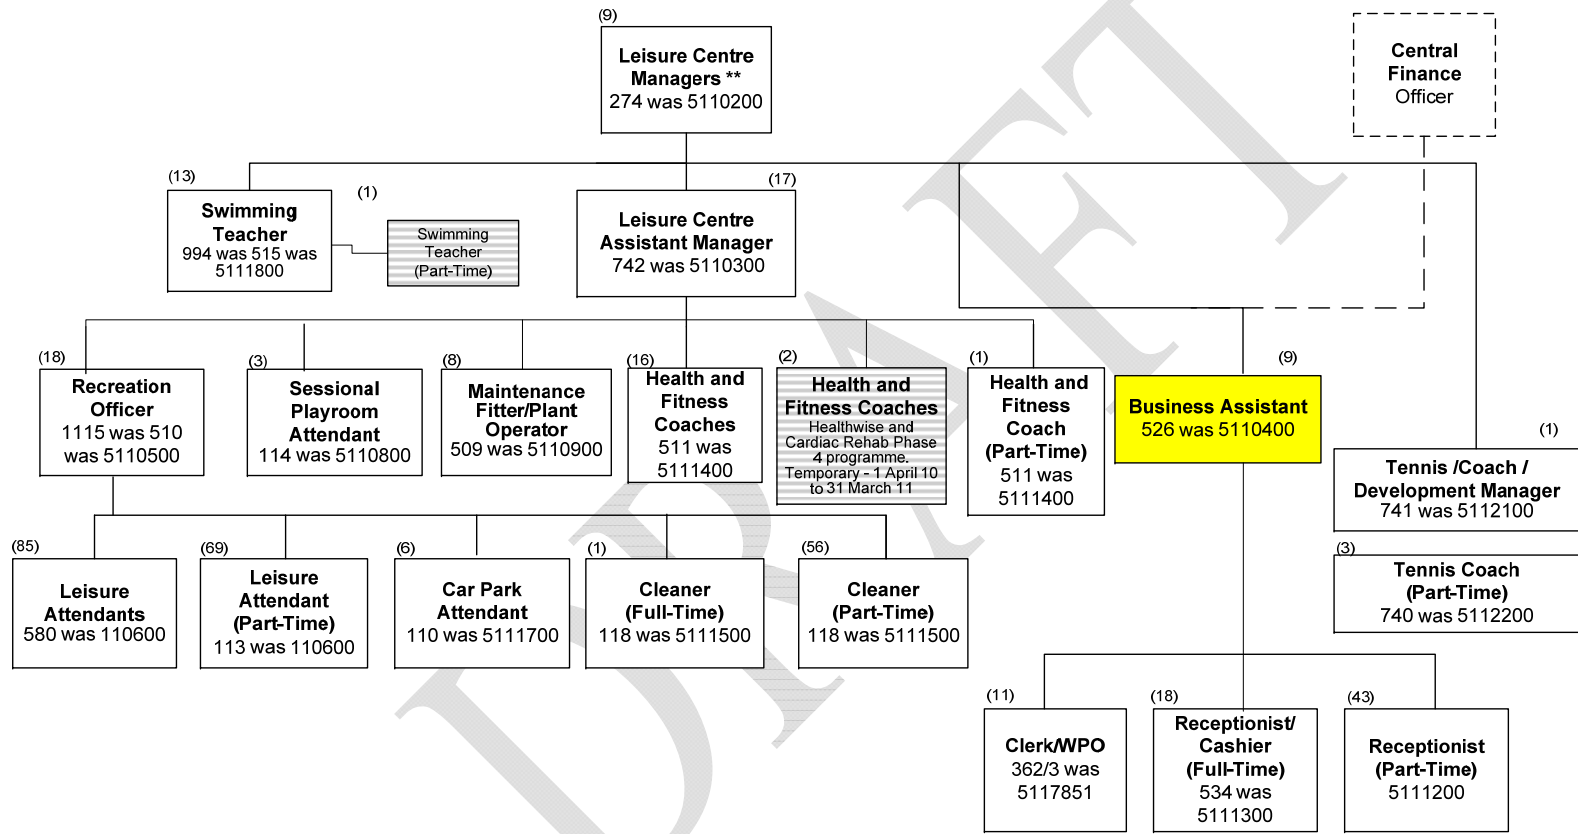 (9)
Leisure Centre
Managers **
274 was 5110200
Central
Finance
Officer
(13)
Swimming
Teacher
994 was 515 was
5111800
(1)
Swimming
Teacher
(Part-Time)
(17)
Leisure Centre
Assistant Manager
742 was 5110300
(18)
Recreation
Officer
1115 was 510
was 5110500
(3)
Sessional
Playroom
Attendant
114 was 5110800
(8)
Maintenance
Fitter/Plant
Operator
509 was 5110900
(16)
Health and
Fitness
Coaches
511 was
5111400
(2)
Health and
Fitness Coaches
Healthwise and
Cardiac Rehab Phase
4 programme.
Temporary - 1 April 10
to 31 March 11
(1)
Health and
Fitness
Coach
(Part-Time)
511 was
5111400
(9)
Business Assistant
526 was 5110400
(1)
Tennis /Coach /
Development Manager
741 was 5112100
(3)
Tennis Coach
(Part-Time)
740 was 5112200
(85)
Leisure
Attendants
580 was 110600
(69)
Leisure
Attendant
(Part-Time)
113 was 110600
(6)
Car Park
Attendant
110 was 5111700
(1)
Cleaner
(Full-Time)
118 was 5111500
(56)
Cleaner
(Part-Time)
118 was 5111500
(11)
Clerk/WPO
362/3 was
5117851
(18)
Receptionist/
Cashier
(Full-Time)
534 was
5111300
(43)
Receptionist
(Part-Time)
5111200
DRAFT